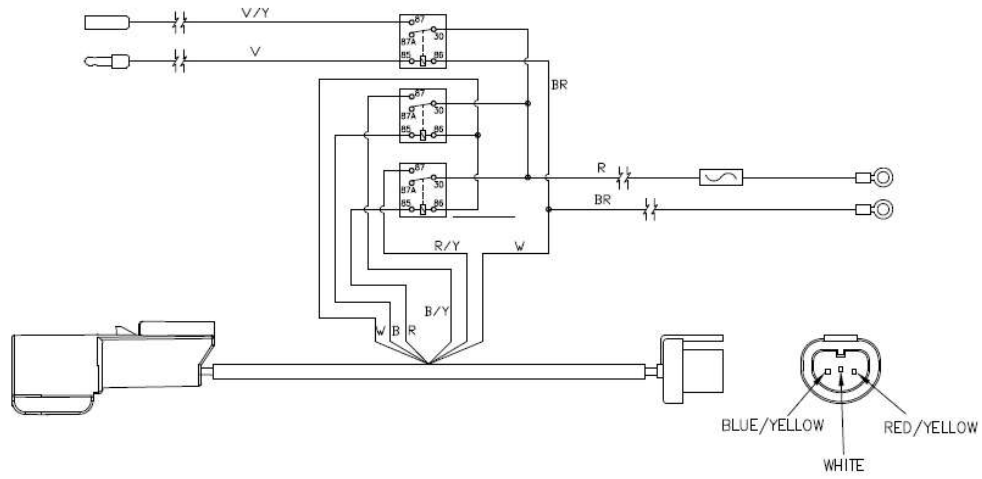 V/Y
87
30
87A
V
85
86
BR
87
30
87A
85
86
87
R
30
87A
BR
85
86
R/Y
W
B/Y
W
B
R
BLUE/YELLOW
RED/YELLOW
WHITE